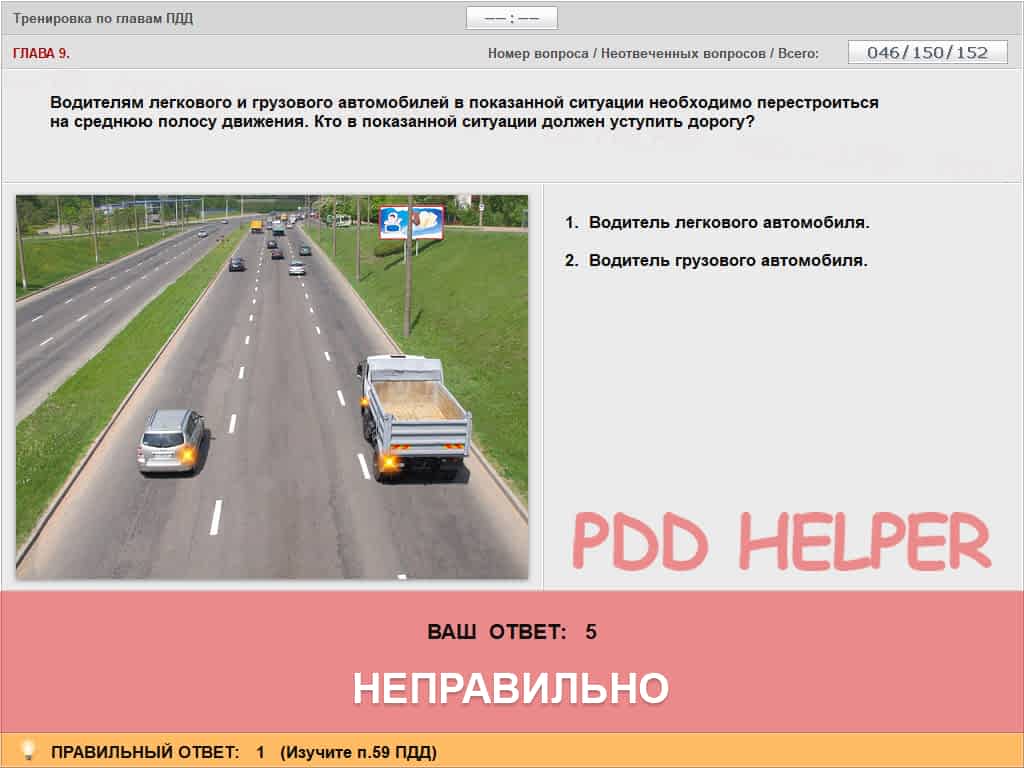 Тренировка по главам ПДД
—— : ——
ГЛАВА 9.
Номер вопроса / Неотвеченных вопросов / Всего:
046/150/152
Водителям легкового и грузового автомобилей в показанной ситуации необходимо перестроиться
на среднюю полосу движения. Кто в показанной ситуации должен уступить дорогу?
1. Водитель легкового автомобиля.
2. Водитель грузового автомобиля.
PDD HELPER
ВАШ ОТВЕТ: 5
НЕПРАВИЛЬНО
ПРАВИЛЬНЫЙ ОТВЕТ: 1 (Изучите п.59 ПДД)